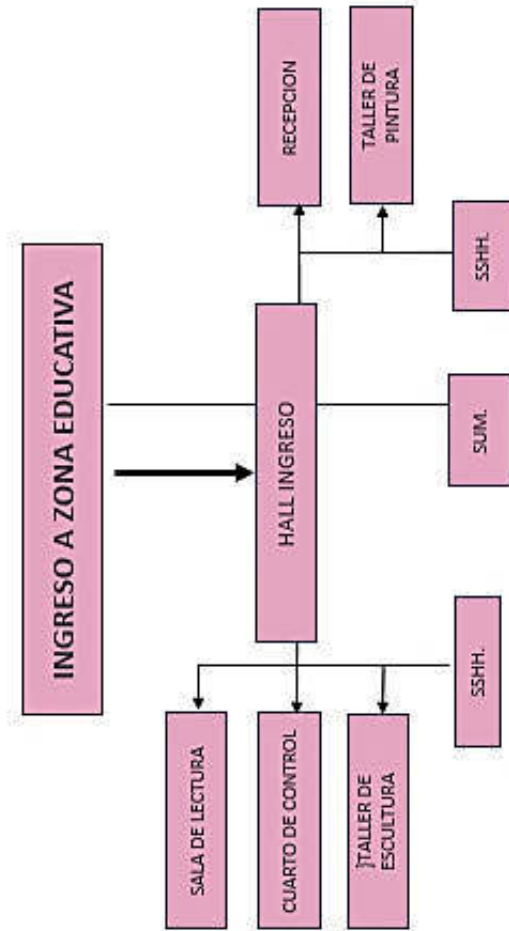 INGRESO A ZONA EDUCATIVA
SALA DE LECTURA
CUARTO DE CONTROL
HALL INGRESO
RECEPCION
]TALLER DE
ESCULTURA
TALLER DE
PINTURA
SSHH.
SUM.
SSHH.